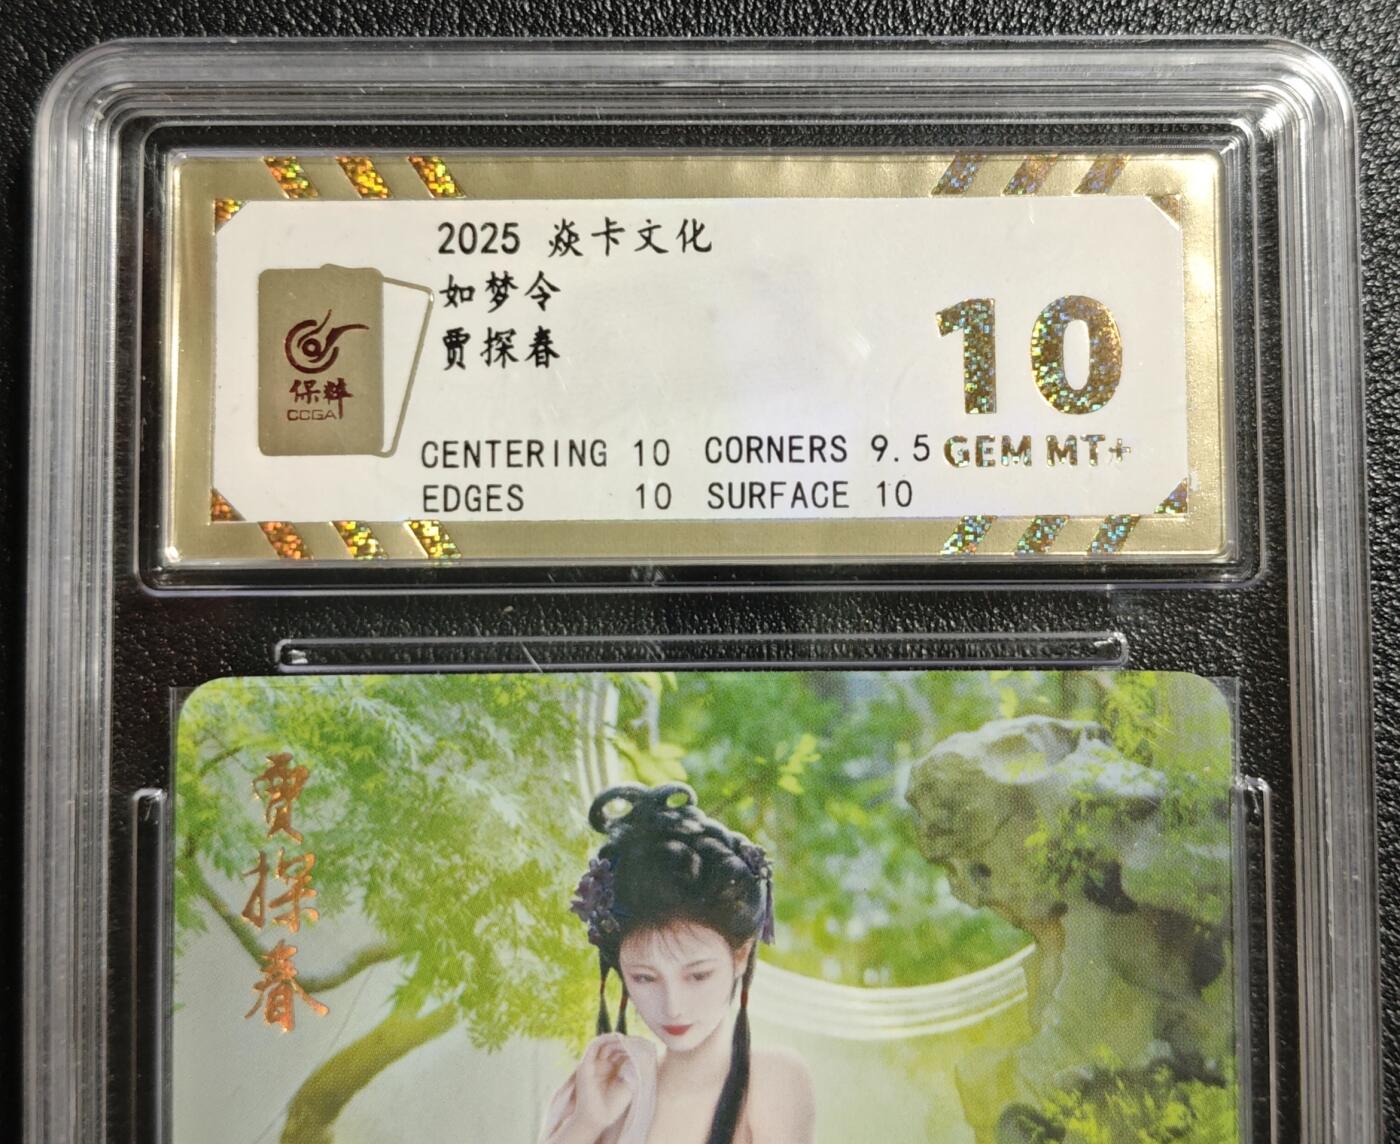 2025 焱卡文化
如梦令
贾探春
保粹
CCGA
10
GEM MT+
CENTERING 10 CORNERS 9.5
EDGES 10 SURFACE 10
贾探春